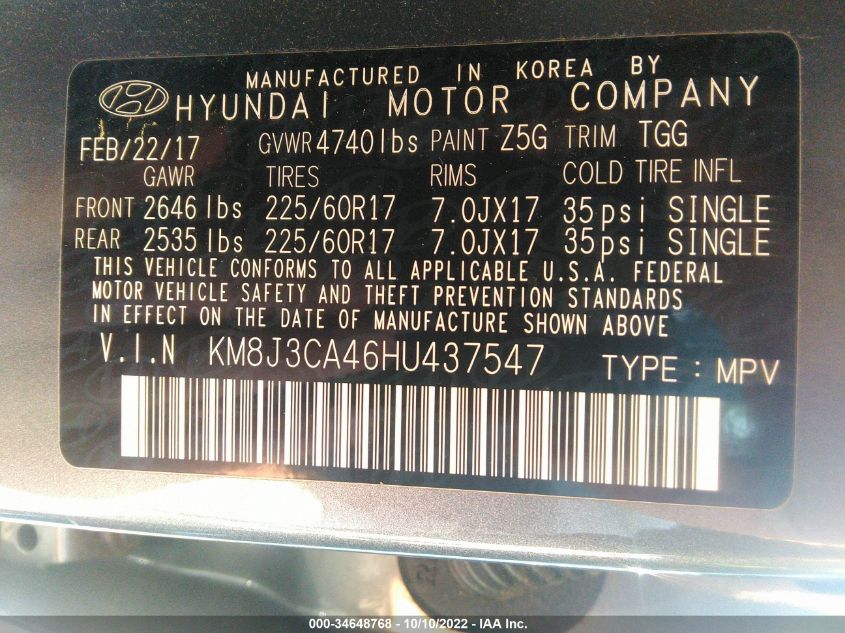 MANUFACTURED IN KOREA BY
HYUNDAI MOTOR COMPANY
FEB/22/17 GVWR 4740 lbs PAINT Z5G TRIM TGG
GAWR TIRES RIMS COLD TIRE INFL
FRONT 2646 lbs 225/60R17 7.0JX17 35psi SINGLE
REAR 2535 lbs 225/60R17 7.0JX17 35psi SINGLE
THIS VEHICLE CONFORMS TO ALL APPLICABLE U.S.A. FEDERAL
MOTOR VEHICLE SAFETY AND THEFT PREVENTION STANDARDS
IN EFFECT ON THE DATE OF MANUFACTURE SHOWN ABOVE
V.I.N KM8J3CA46HU437547 TYPE : MPV
000-34648768 - 10/10/2022 - IAA Inc.